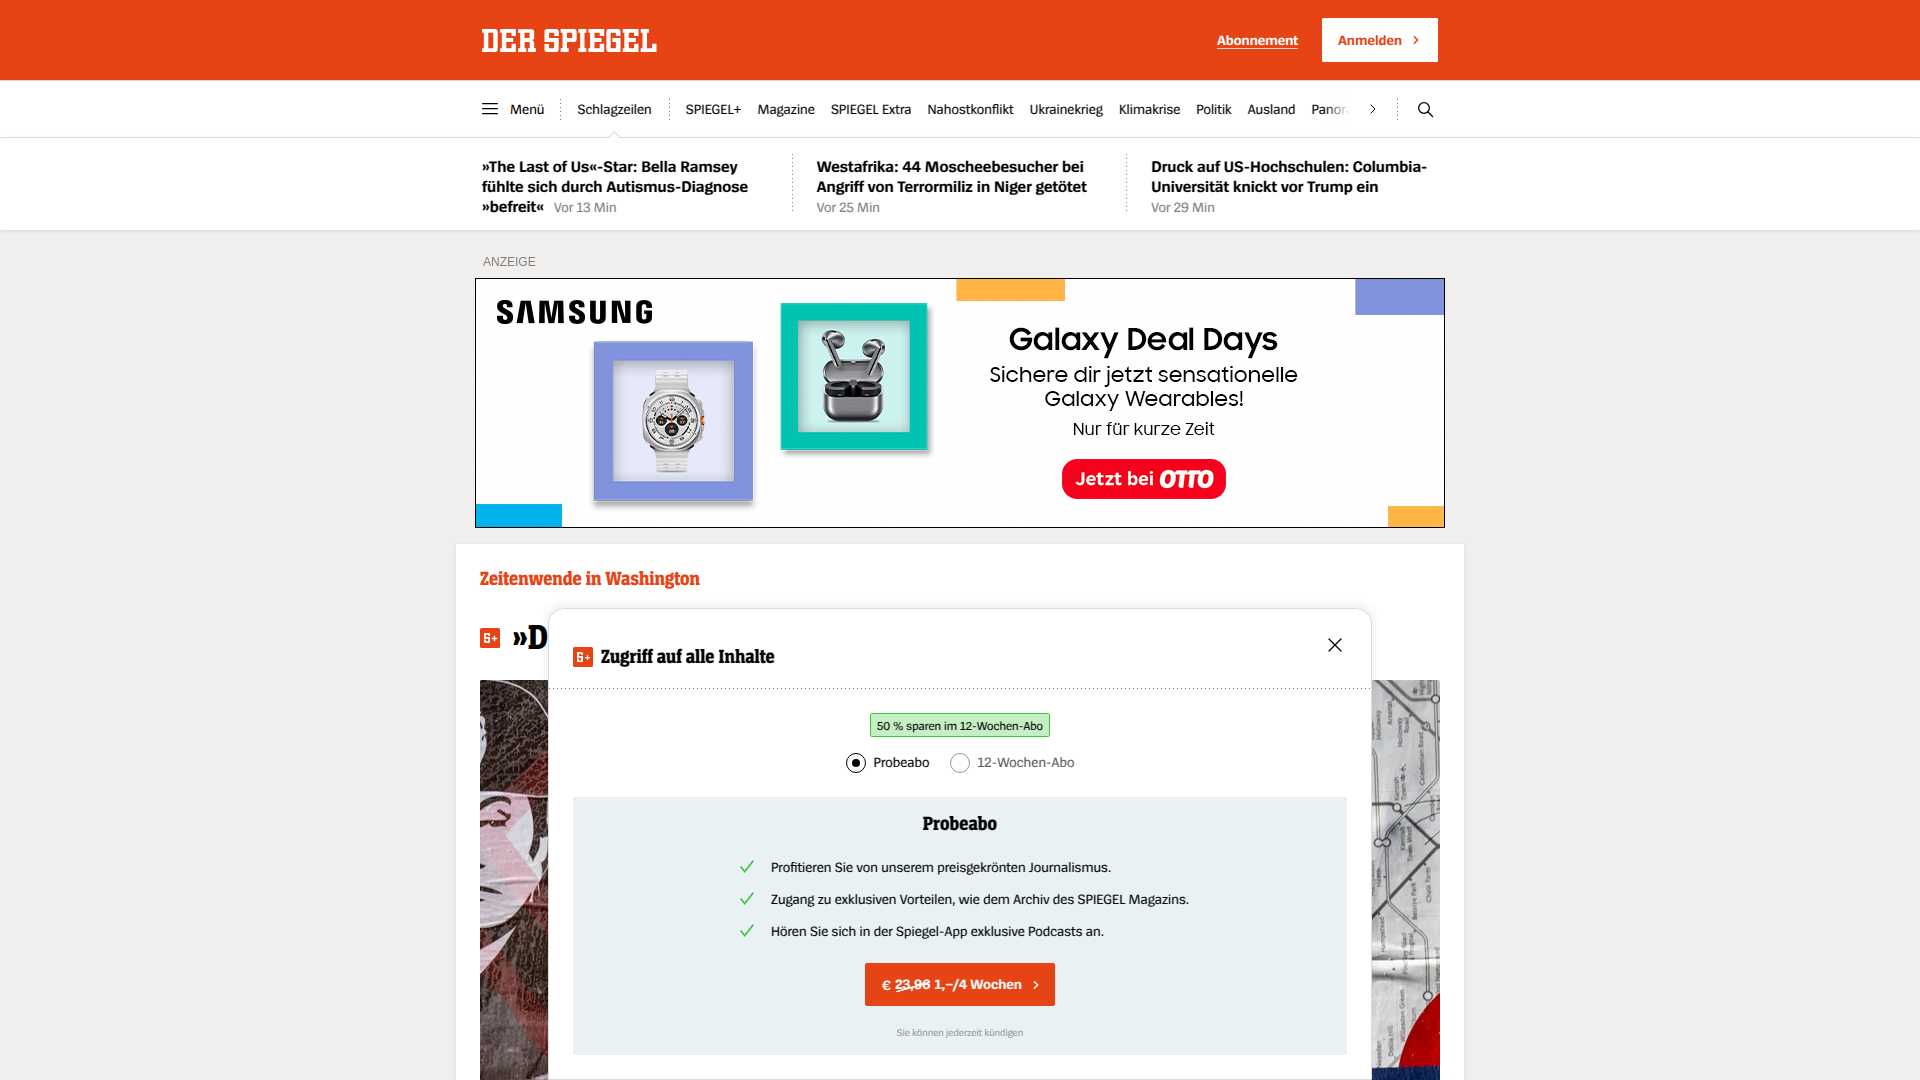 DER SPIEGEL
Abonnement
Anmelden
Menü
Schlagzeilen
SPIEGEL+
Magazine
SPIEGEL Extra
Nahostkonflikt
Ukrainekrieg
Klimakrise
Politik
Ausland
Panor
»The Last of Us«-Star: Bella Ramsey
fühlte sich durch Autismus-Diagnose
»befreit« Vor 13 Min
Westafrika: 44 Moscheebesucher bei
Angriff von Terrormiliz in Niger getötet
Vor 25 Min
Druck auf US-Hochschulen: Columbia-
Universität knickt vor Trump ein
Vor 29 Min
ANZEIGE
SAMSUNG
Galaxy Deal Days
Sichere dir jetzt sensationelle
Galaxy Wearables!
Nur für kurze Zeit
Jetzt bei OTTO
Zeitenwende in Washington
S+ »D
S+ Zugriff auf alle Inhalte
50 % sparen im 12-Wochen-Abo
Probeabo
12-Wochen-Abo
Probeabo
Profitieren Sie von unserem preisgekrönten Journalismus.
Zugang zu exklusiven Vorteilen, wie dem Archiv des SPIEGEL Magazins.
Hören Sie sich in der Spiegel-App exklusive Podcasts an.
€ 23,96 1,–/4 Wochen
Sie können jederzeit kündigen